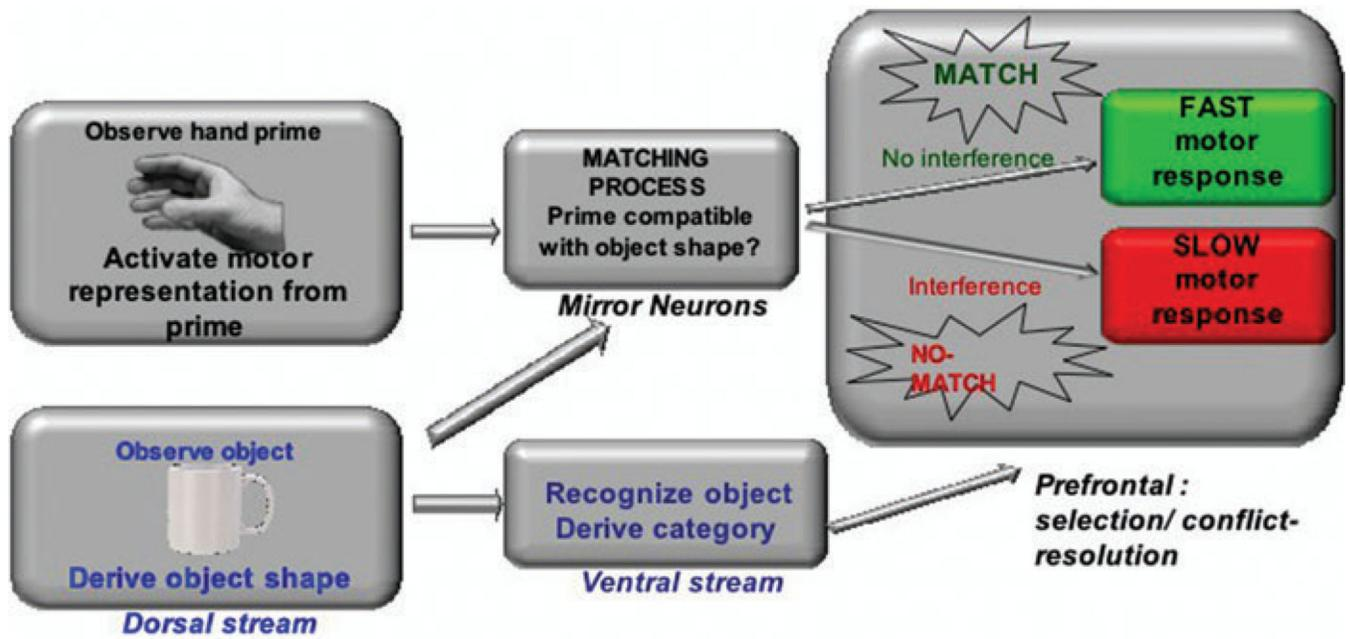 Observe hand prime
Activate motor
representation from
prime
MATCHING
PROCESS
Prime compatible
with object shape?
Mirror Neurons
MATCH
No interference
FAST
motor
response
SLOW
motor
response
Interference
NO-
MATCH
Observe object
Derive object shape
Dorsal stream
Recognize object
Derive category
Ventral stream
Prefrontal :
selection/ conflict-
resolution